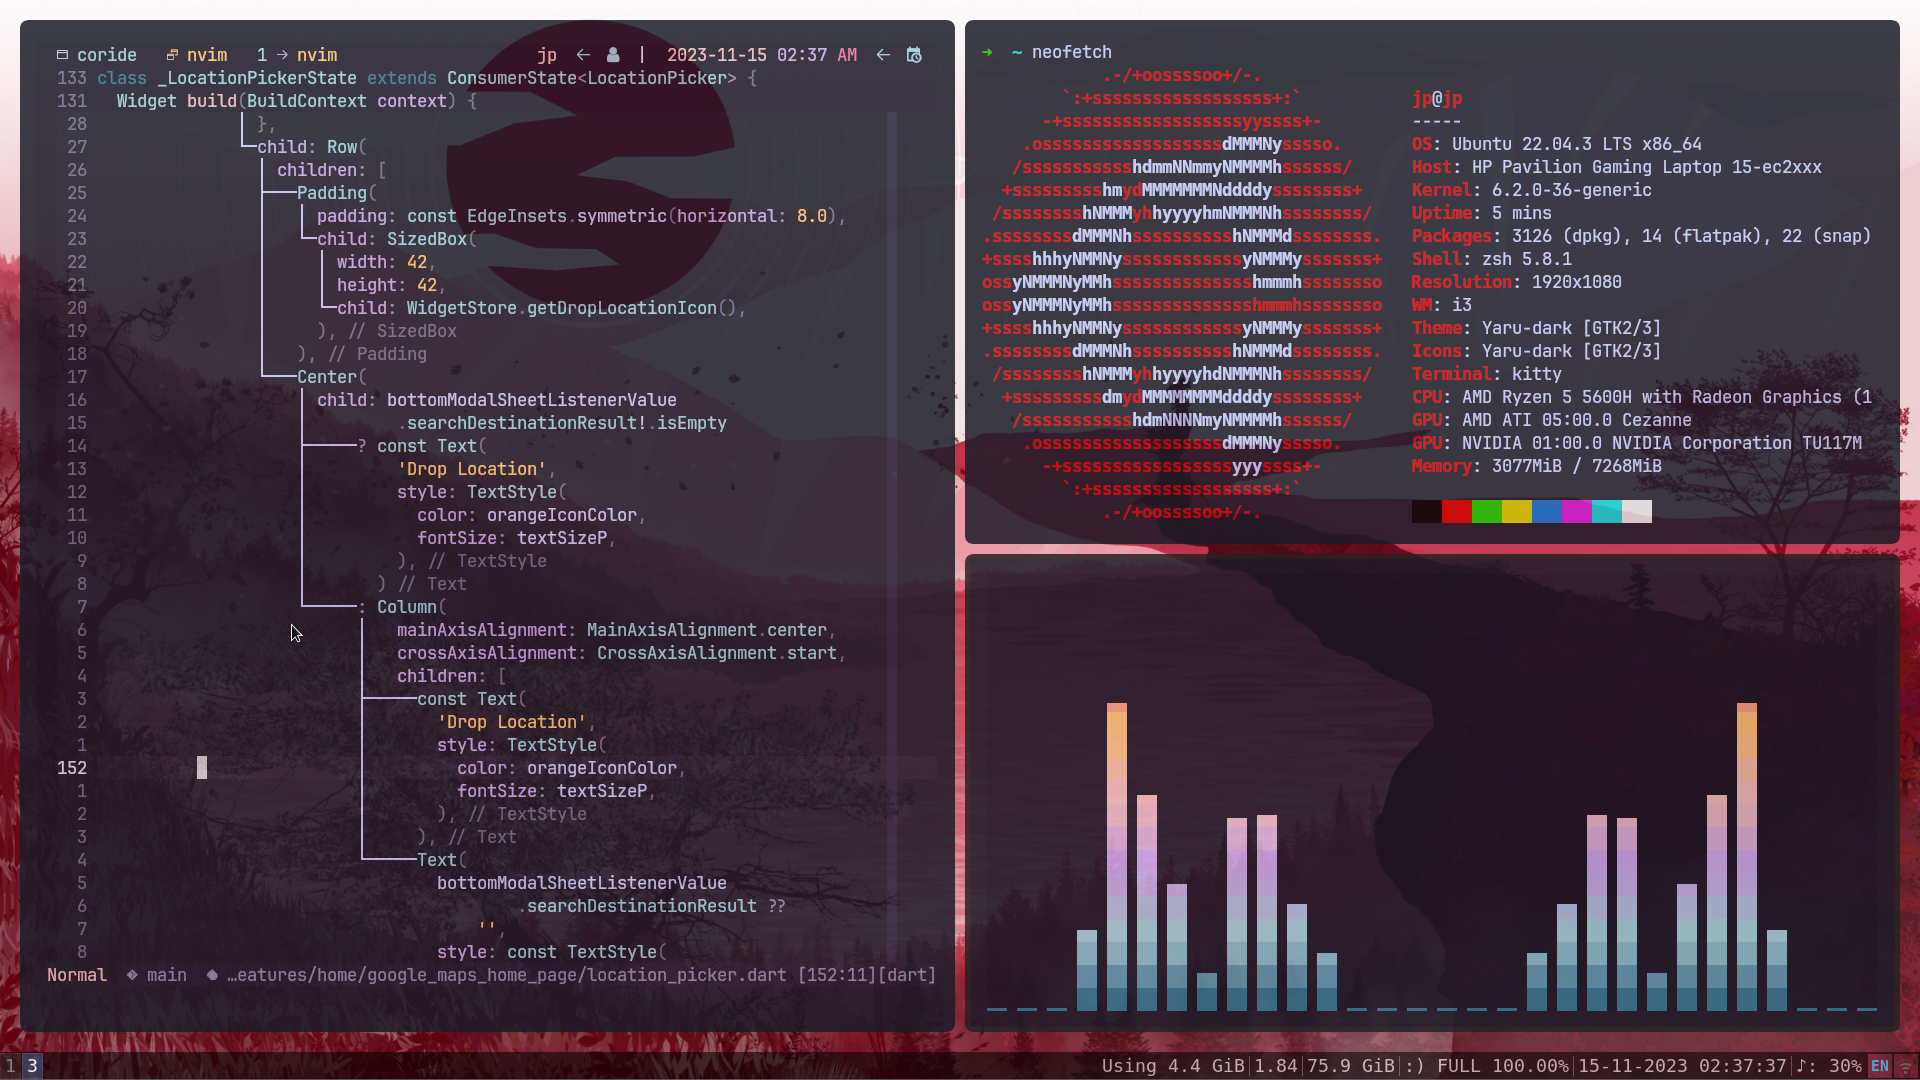 coride nvim 1 → nvim jp ← | 2023-11-15 02:37 AM ←
133 class _LocationPickerState extends ConsumerState<LocationPicker> {
131 Widget build(BuildContext context) {
28 },
27 child: Row(
26 children: [
25 Padding(
24 padding: const EdgeInsets.symmetric(horizontal: 8.0),
23 child: SizedBox(
22 width: 42,
21 height: 42,
20 child: WidgetStore.getDropLocationIcon(),
19 ), // SizedBox
18 ), // Padding
17 Center(
16 child: bottomModalSheetListenerValue
15 .searchDestinationResult!.isEmpty
14 ? const Text(
13 'Drop Location',
12 style: TextStyle(
11 color: orangeIconColor,
10 fontSize: textSizeP,
9 ), // TextStyle
8 ) // Text
7 : Column(
6 mainAxisAlignment: MainAxisAlignment.center,
5 crossAxisAlignment: CrossAxisAlignment.start,
4 children: [
3 const Text(
2 'Drop Location',
1 style: TextStyle(
152 color: orangeIconColor,
1 fontSize: textSizeP,
2 ), // TextStyle
3 ), // Text
4 Text(
5 bottomModalSheetListenerValue
6 .searchDestinationResult ??
7 '',
8 style: const TextStyle(
Normal main …eatures/home/google_maps_home_page/location_picker.dart [152:11][dart]
→ ~ neofetch
.-/+oossssoo+/-.
`:+ssssssssssssssssss+:`
-+ssssssssssssssssssyyssss+-
.ossssssssssssssssssdMMMNysssso.
/ssssssssssshdmmNNmmyNMMMMhssssss/
+ssssssssshmydMMMMMMMNddddyssssssss+
/sssssssshNMMMyhhyyyyhmNMMMNhssssssss/
.ssssssssdMMMNhsssssssssshNMMMdssssssss.
+sssshhhyNMMNyssssssssssssyNMMMysssssss+
ossyNMMMNyMMhsssssssssssssshmmmhssssssso
ossyNMMMNyMMhsssssssssssssshmmmhssssssso
+sssshhhyNMMNyssssssssssssyNMMMysssssss+
.ssssssssdMMMNhsssssssssshNMMMdssssssss.
/sssssssshNMMMyhhyyyyhdNMMMNhssssssss/
+sssssssssdmydMMMMMMMMddddyssssssss+
/ssssssssssshdmNNNNmyNMMMMhssssss/
.ossssssssssssssssssdMMMNysssso.
-+sssssssssssssssssyyyssss+-
`:+ssssssssssssssssss+:`
.-/+oossssoo+/-.
jp@jp
-----
OS: Ubuntu 22.04.3 LTS x86_64
Host: HP Pavilion Gaming Laptop 15-ec2xxx
Kernel: 6.2.0-36-generic
Uptime: 5 mins
Packages: 3126 (dpkg), 14 (flatpak), 22 (snap)
Shell: zsh 5.8.1
Resolution: 1920x1080
WM: i3
Theme: Yaru-dark [GTK2/3]
Icons: Yaru-dark [GTK2/3]
Terminal: kitty
CPU: AMD Ryzen 5 5600H with Radeon Graphics (1
GPU: AMD ATI 05:00.0 Cezanne
GPU: NVIDIA 01:00.0 NVIDIA Corporation TU117M
Memory: 3077MiB / 7268MiB
1 3 Using 4.4 GiB|1.84|75.9 GiB|:) FULL 100.00%|15-11-2023 02:37:37|♪: 30% EN